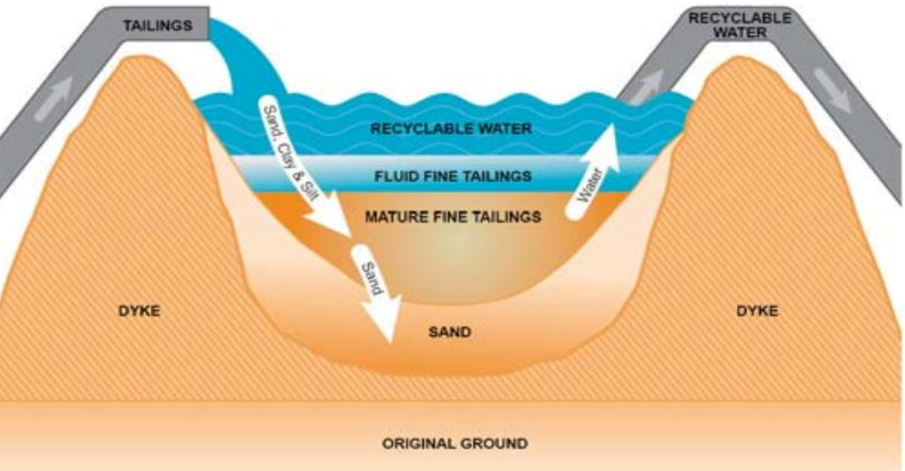 TAILINGS
RECYCLABLE
WATER
Sand, Clay & Silt
RECYCLABLE WATER
FLUID FINE TAILINGS
Water
MATURE FINE TAILINGS
Sand
DYKE
SAND
DYKE
ORIGINAL GROUND